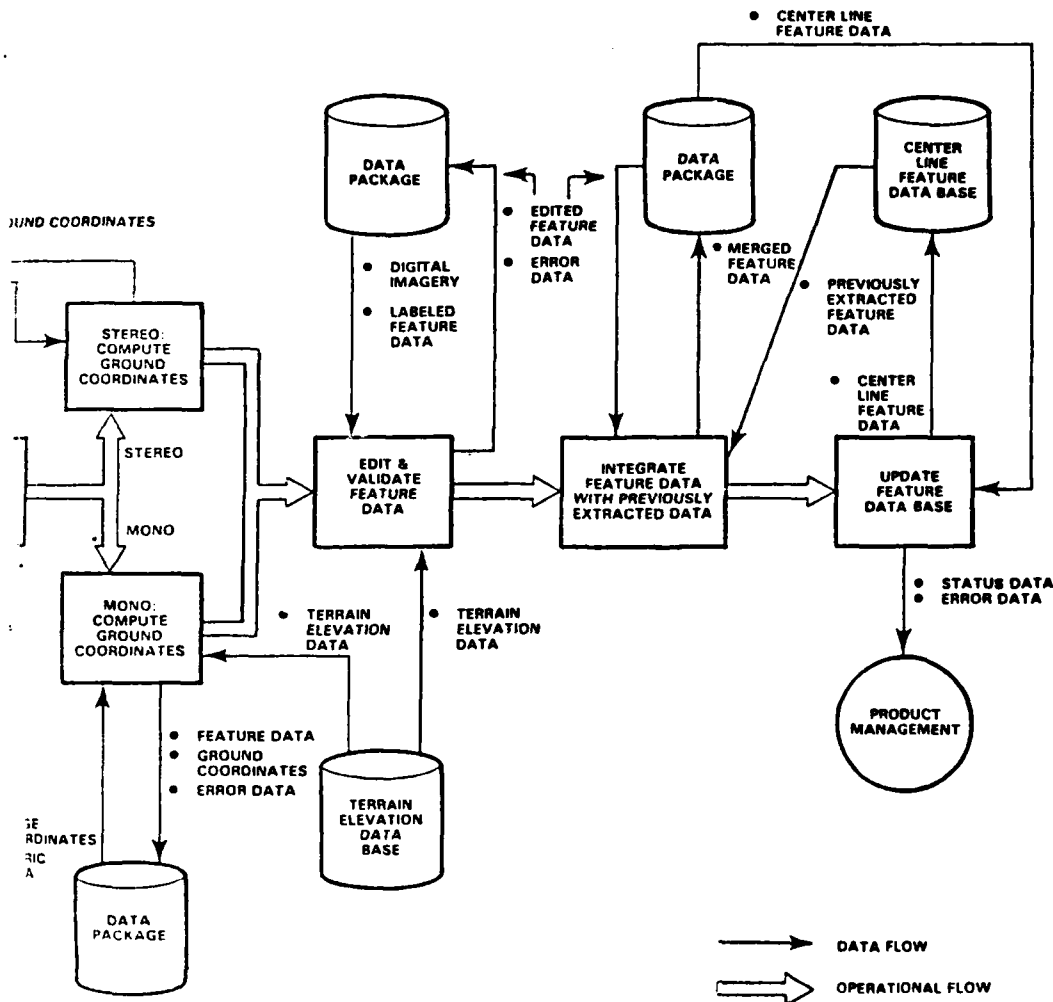 CENTER LINE
FEATURE DATA
DATA
PACKAGE
DATA
PACKAGE
CENTER
LINE
FEATURE
DATA BASE
COORDINATES
EDITED
FEATURE
DATA
ERROR
DATA
DIGITAL
IMAGERY
LABELED
FEATURE
DATA
MERGED
FEATURE
DATA
PREVIOUSLY
EXTRACTED
FEATURE
DATA
CENTER
LINE
FEATURE
DATA
STEREO:
COMPUTE
GROUND
COORDINATES
STEREO
MONO
EDIT &
VALIDATE
FEATURE
DATA
INTEGRATE
FEATURE DATA
WITH PREVIOUSLY
EXTRACTED DATA
UPDATE
FEATURE
DATA BASE
MONO:
COMPUTE
GROUND
COORDINATES
TERRAIN
ELEVATION
DATA
TERRAIN
ELEVATION
DATA
STATUS DATA
ERROR DATA
PRODUCT
MANAGEMENT
FEATURE DATA
GROUND
COORDINATES
ERROR DATA
TERRAIN
ELEVATION
DATA
BASE
DATA
PACKAGE
DATA FLOW
OPERATIONAL FLOW